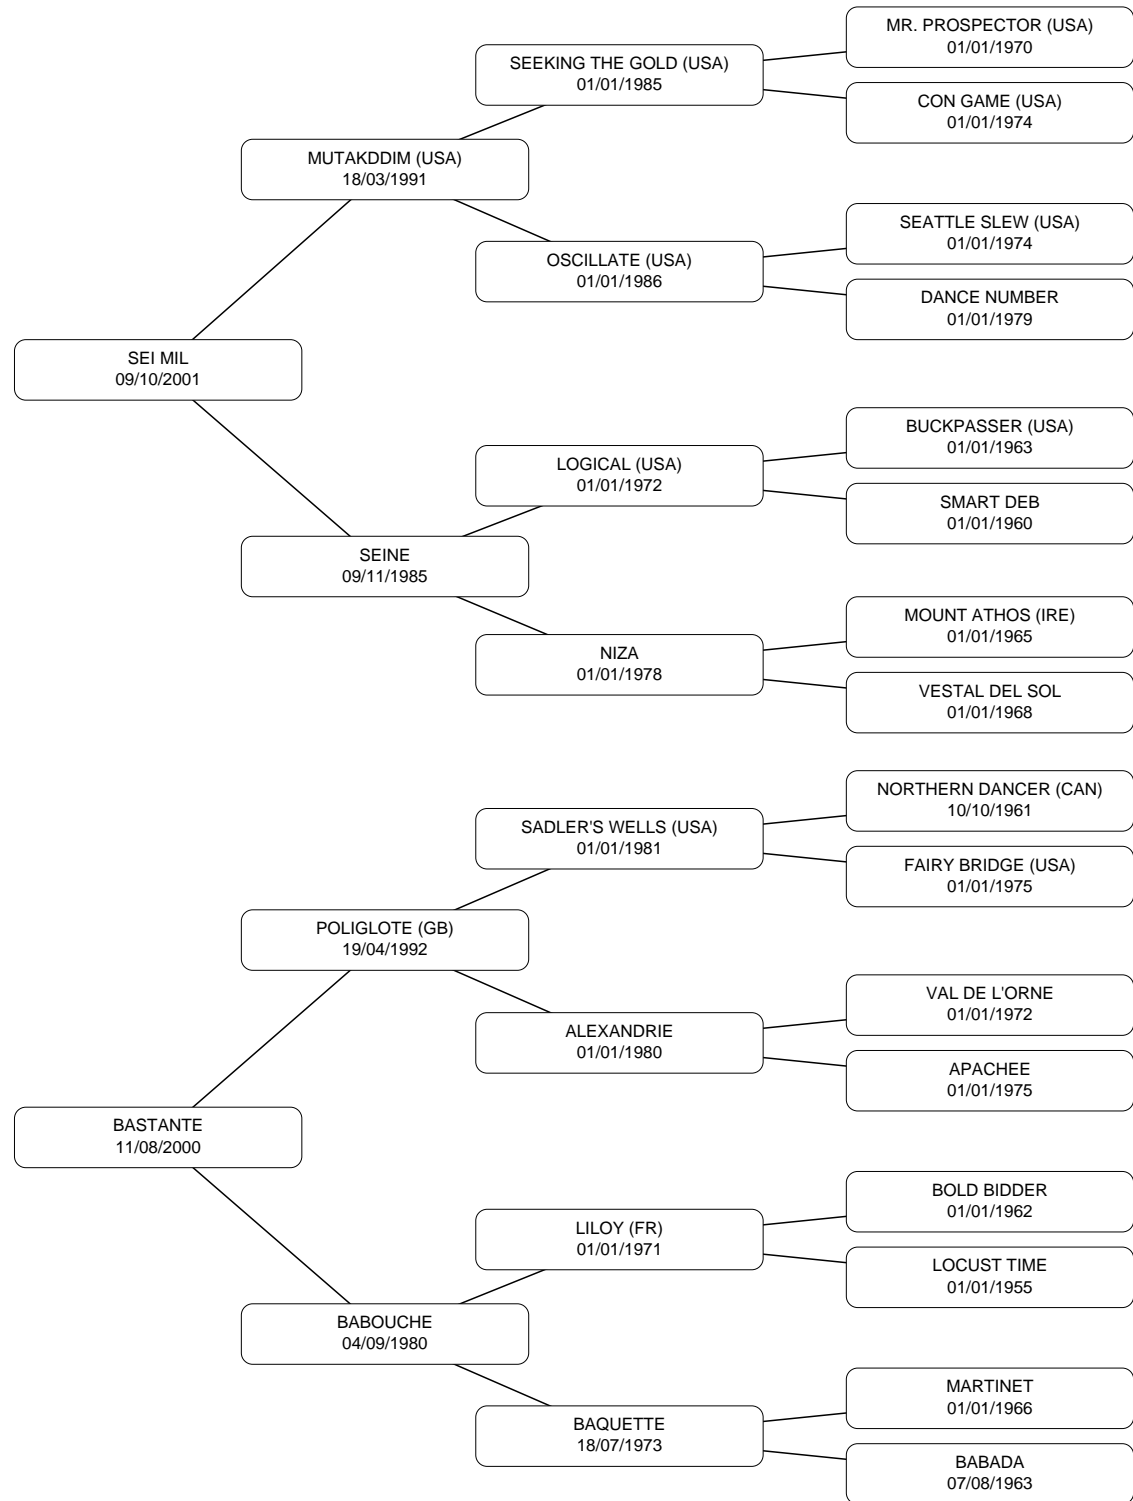 MR. PROSPECTOR (USA)
01/01/1970
SEEKING THE GOLD (USA)
01/01/1985
CON GAME (USA)
01/01/1974
MUTAKDDIM (USA)
18/03/1991
SEATTLE SLEW (USA)
01/01/1974
OSCILLATE (USA)
01/01/1986
DANCE NUMBER
01/01/1979
SEI MIL
09/10/2001
BUCKPASSER (USA)
01/01/1963
LOGICAL (USA)
01/01/1972
SMART DEB
01/01/1960
SEINE
09/11/1985
MOUNT ATHOS (IRE)
01/01/1965
NIZA
01/01/1978
VESTAL DEL SOL
01/01/1968
NORTHERN DANCER (CAN)
10/10/1961
SADLER'S WELLS (USA)
01/01/1981
FAIRY BRIDGE (USA)
01/01/1975
POLIGLOTE (GB)
19/04/1992
VAL DE L'ORNE
01/01/1972
ALEXANDRIE
01/01/1980
APACHEE
01/01/1975
BASTANTE
11/08/2000
BOLD BIDDER
01/01/1962
LILOY (FR)
01/01/1971
LOCUST TIME
01/01/1955
BABOUCHE
04/09/1980
MARTINET
01/01/1966
BAQUETTE
18/07/1973
BABADA
07/08/1963